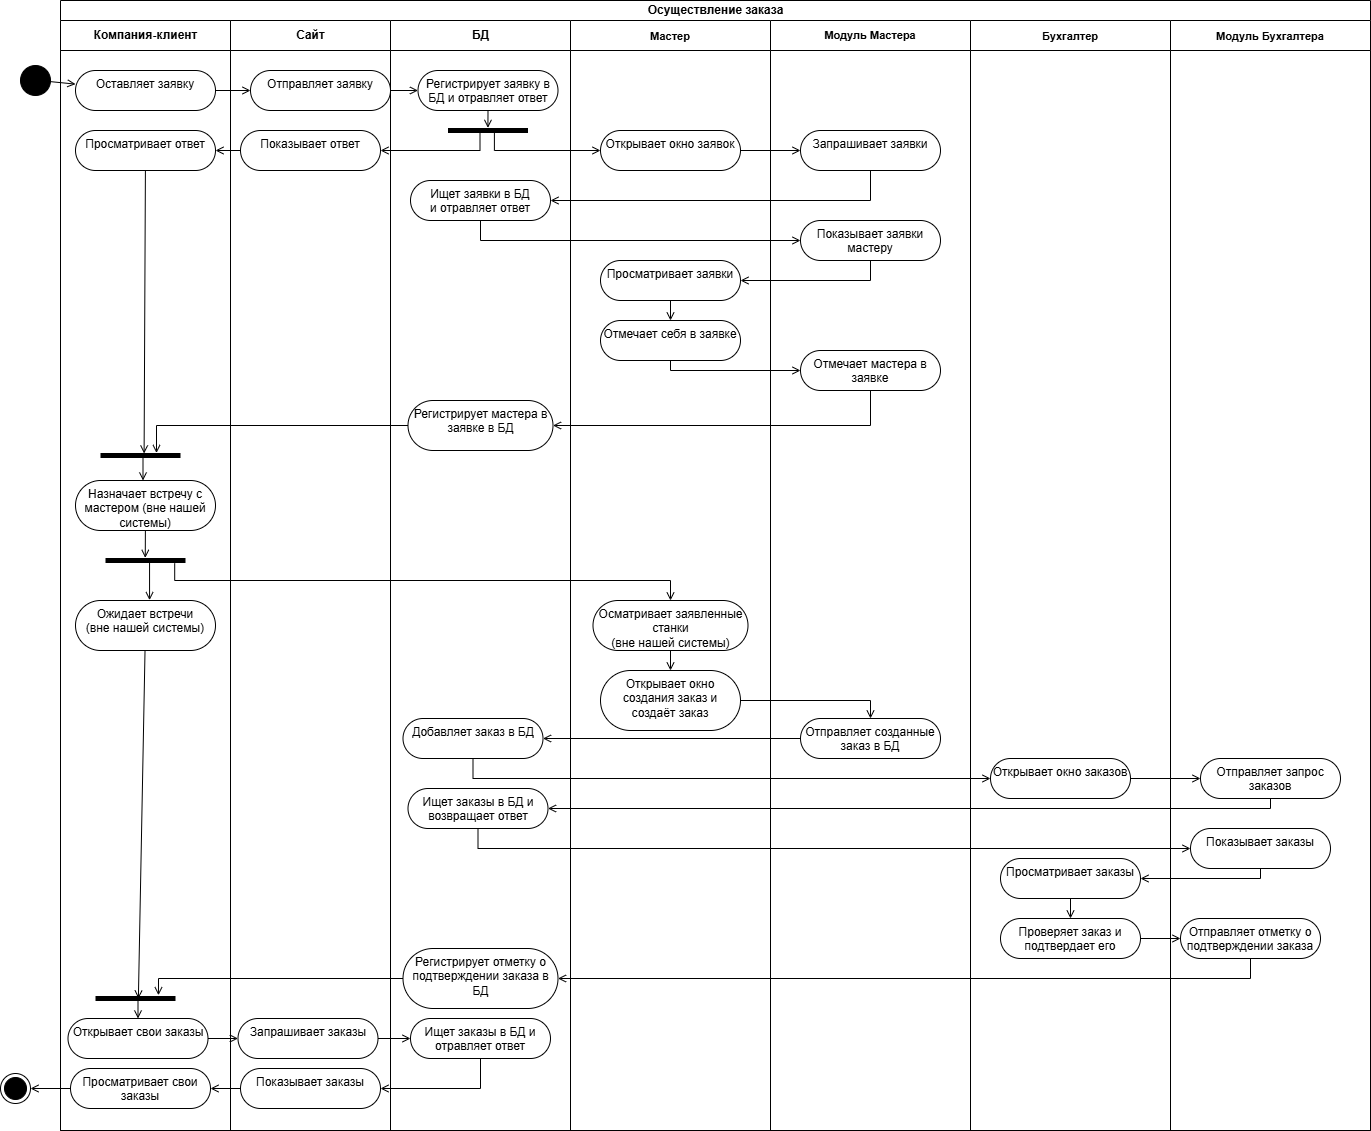 Осуществление заказа
Компания-клиент
Сайт
БД
Мастер
Модуль Мастера
Бухгалтер
Модуль Бухгалтера
Оставляет заявку
Отправляет заявку
Регистрирует заявку в
БД и отравляет ответ
Просматривает ответ
Показывает ответ
Открывает окно заявок
Запрашивает заявки
Ищет заявки в БД
и отравляет ответ
Показывает заявки
мастеру
Просматривает заявки
Отмечает себя в заявке
Отмечает мастера в
заявке
Регистрирует мастера в
заявке в БД
Назначает встречу с
мастером (вне нашей
системы)
Ожидает встречи
(вне нашей системы)
Осматривает заявленные
станки
(вне нашей системы)
Открывает окно
создания заказ и
создаёт заказ
Добавляет заказ в БД
Отправляет созданные
заказ в БД
Открывает окно заказов
Отправляет запрос
заказов
Ищет заказы в БД и
возвращает ответ
Показывает заказы
Просматривает заказы
Проверяет заказ и
подтвердает его
Отправляет отметку о
подтверждении заказа
Регистрирует отметку о
подтверждении заказа в
БД
Открывает свои заказы
Запрашивает заказы
Ищет заказы в БД и
отравляет ответ
Просматривает свои
заказы
Показывает заказы